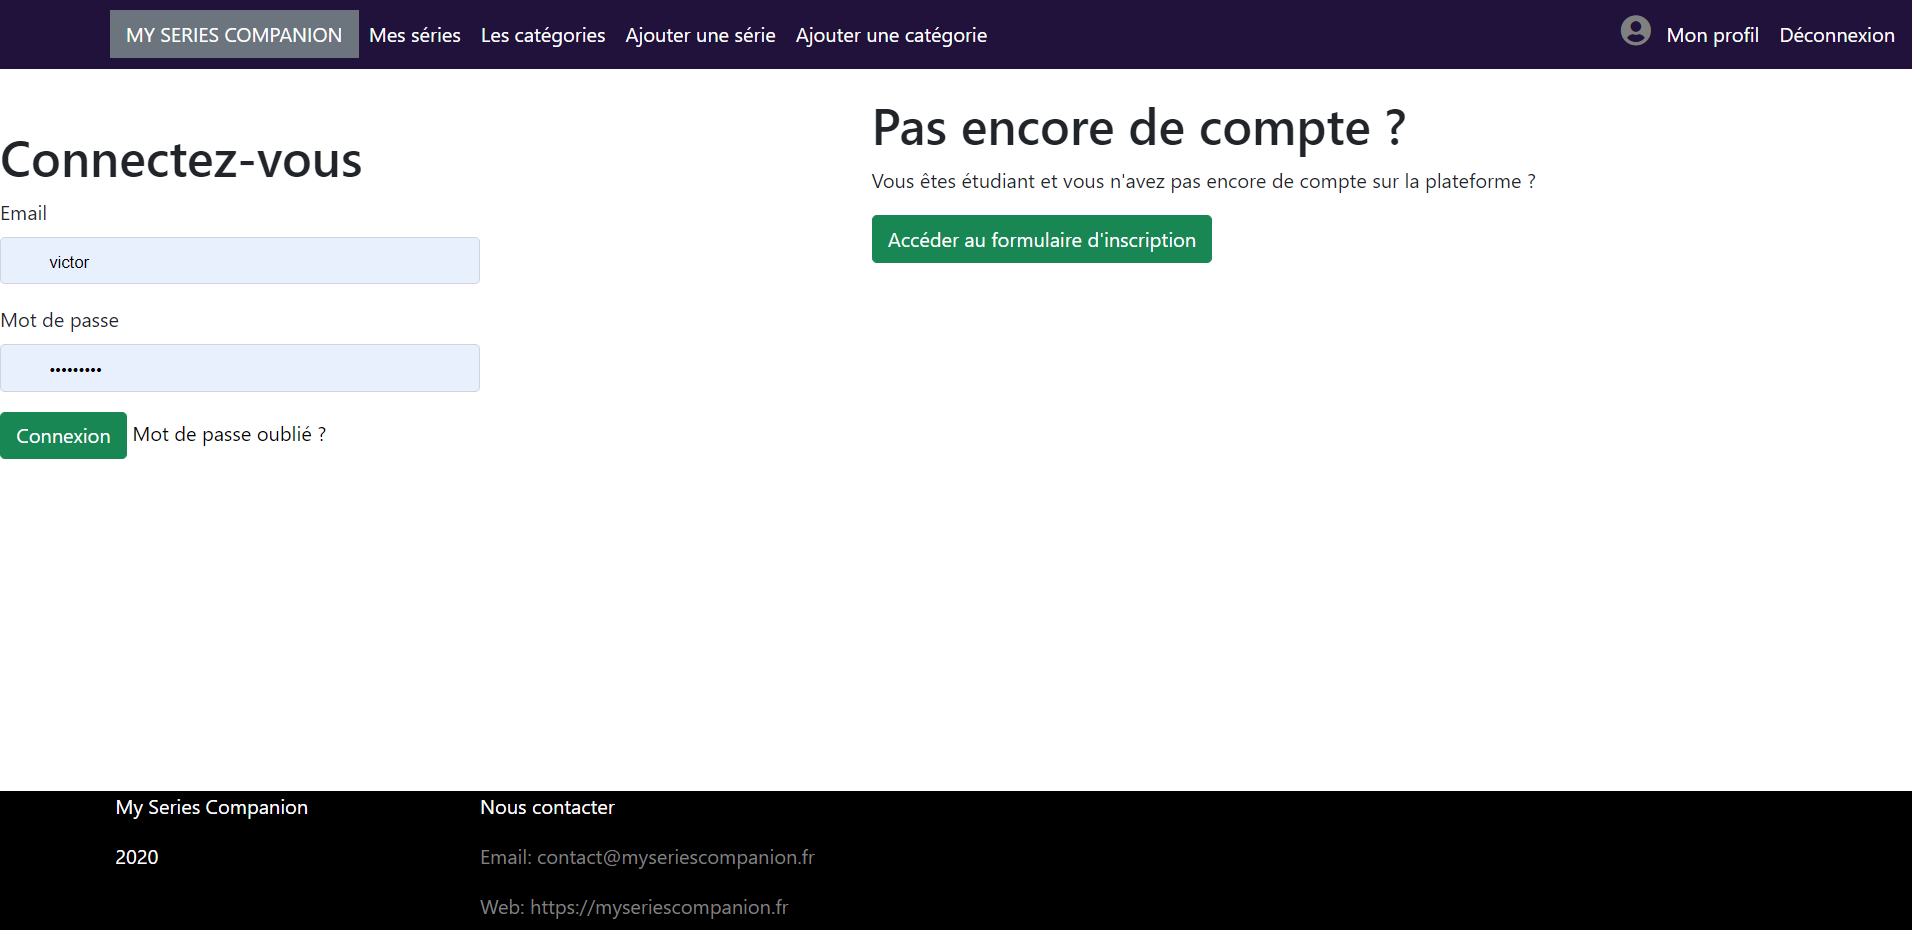 MY SERIES COMPANION Mes séries Les catégories Ajouter une série Ajouter une catégorie Mon profil Déconnexion
Connectez-vous
Email
victor
Mot de passe
•••••••••
Connexion Mot de passe oublié ?
Pas encore de compte ?
Vous êtes étudiant et vous n'avez pas encore de compte sur la plateforme ?
Accéder au formulaire d'inscription
My Series Companion
2020
Nous contacter
Email: contact@myseriescompanion.fr
Web: https://myseriescompanion.fr